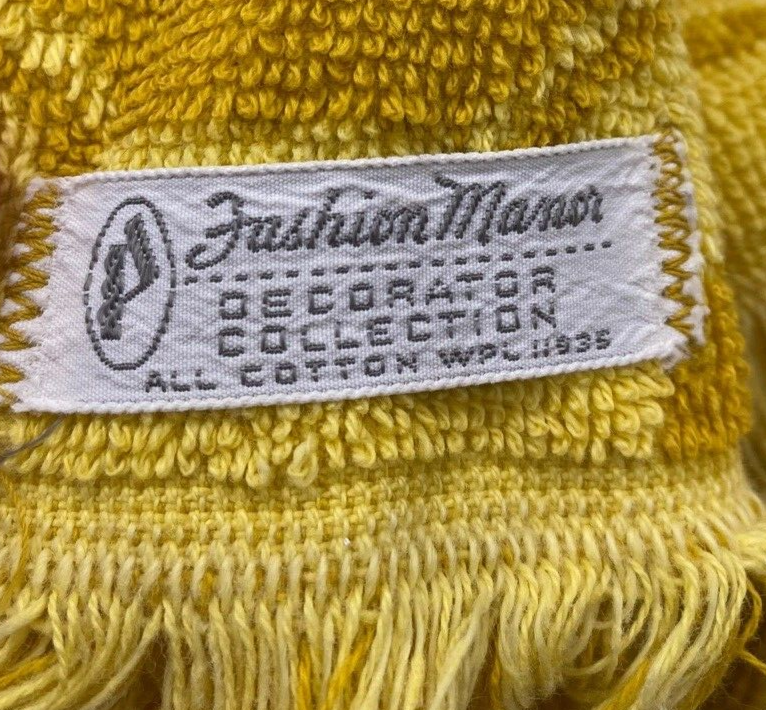 Fashion Manor
DECORATOR
COLLECTION
ALL COTTON WPL 11935